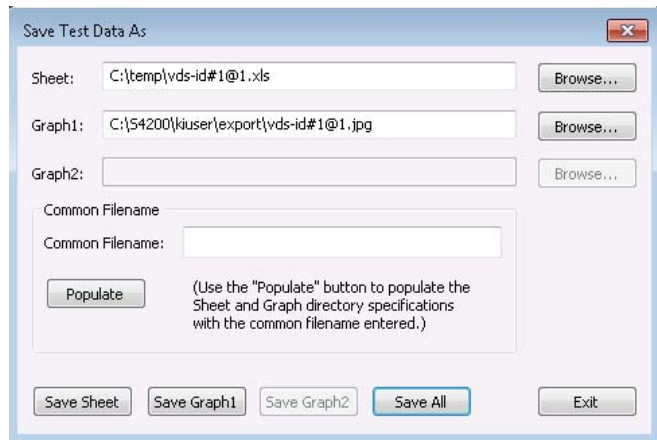 Save Test Data As
Sheet: C:\temp\vds-id#1@1.xls Browse...
Graph1: C:\S4200\kiuser\export\vds-id#1@1.jpg Browse...
Graph2: Browse...
Common Filename
Common Filename:
Populate
(Use the "Populate" button to populate the
Sheet and Graph directory specifications
with the common filename entered.)
Save Sheet Save Graph1 Save Graph2 Save All Exit